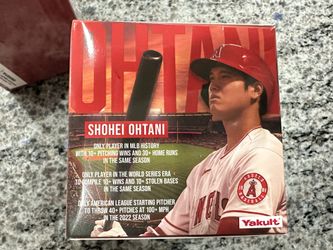 OHTANI
SHOHEI OHTANI
ONLY PLAYER IN MLB HISTORY
WITH 10+ PITCHING WINS AND 30+ HOME RUNS
IN THE SAME SEASON
ONLY PLAYER IN THE WORLD SERIES ERA
TO COMPILE 10+ WINS AND 10+ STOLEN BASES
IN THE SAME SEASON
ONLY AMERICAN LEAGUE STARTING PITCHER
TO THROW 40+ PITCHES AT 100+ MPH
IN THE 2022 SEASON
Yakult